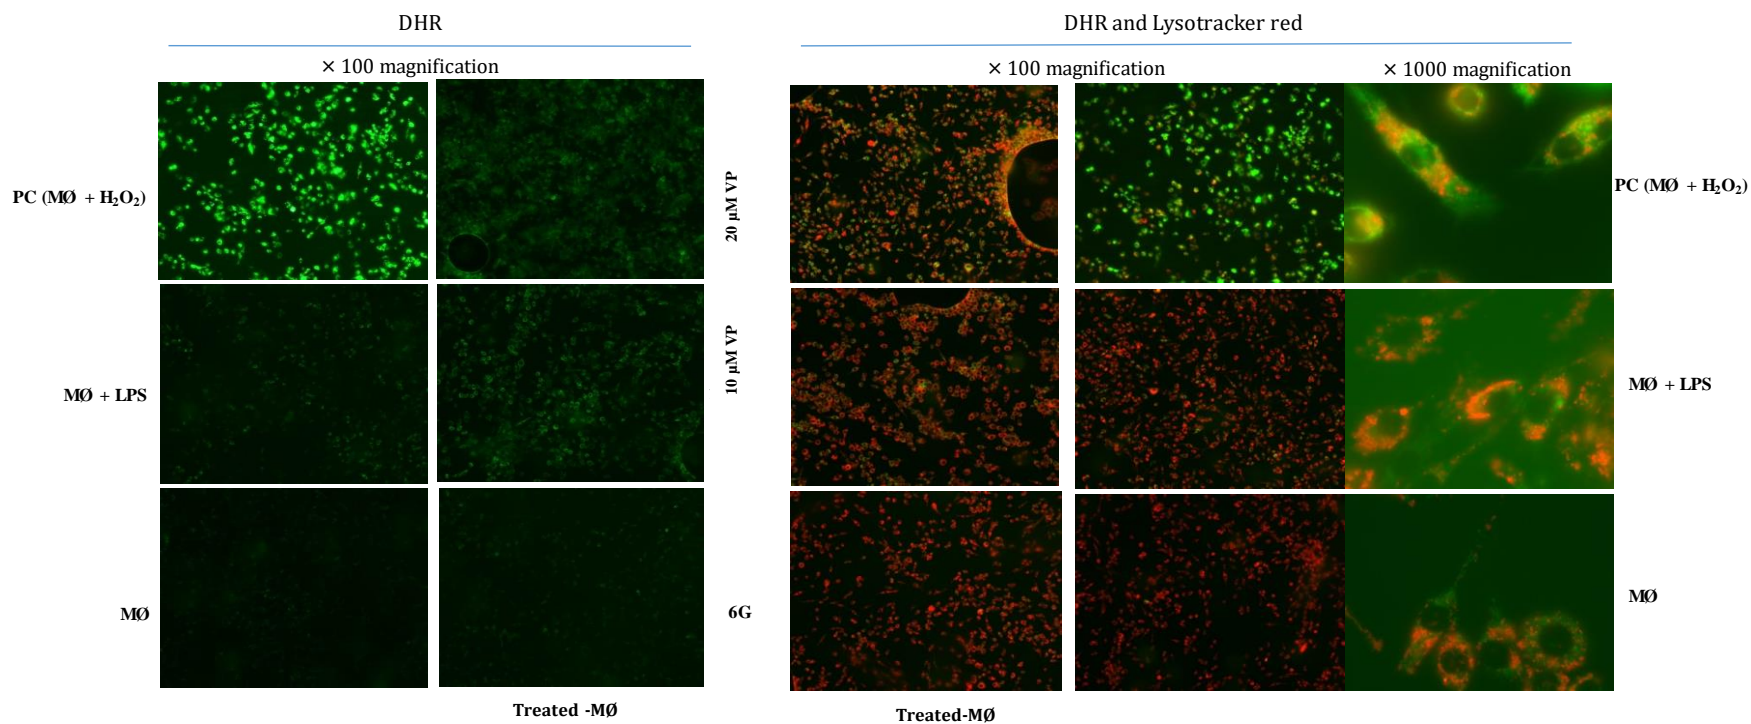 DHR
DHR and Lysotracker red
× 100 magnification
× 100 magnification
× 1000 magnification
PC (MØ + H₂O₂)
20 µM VP
PC (MØ + H₂O₂)
MØ + LPS
10 µM VP
MØ + LPS
MØ
6G
MØ
Treated -MØ
Treated-MØ